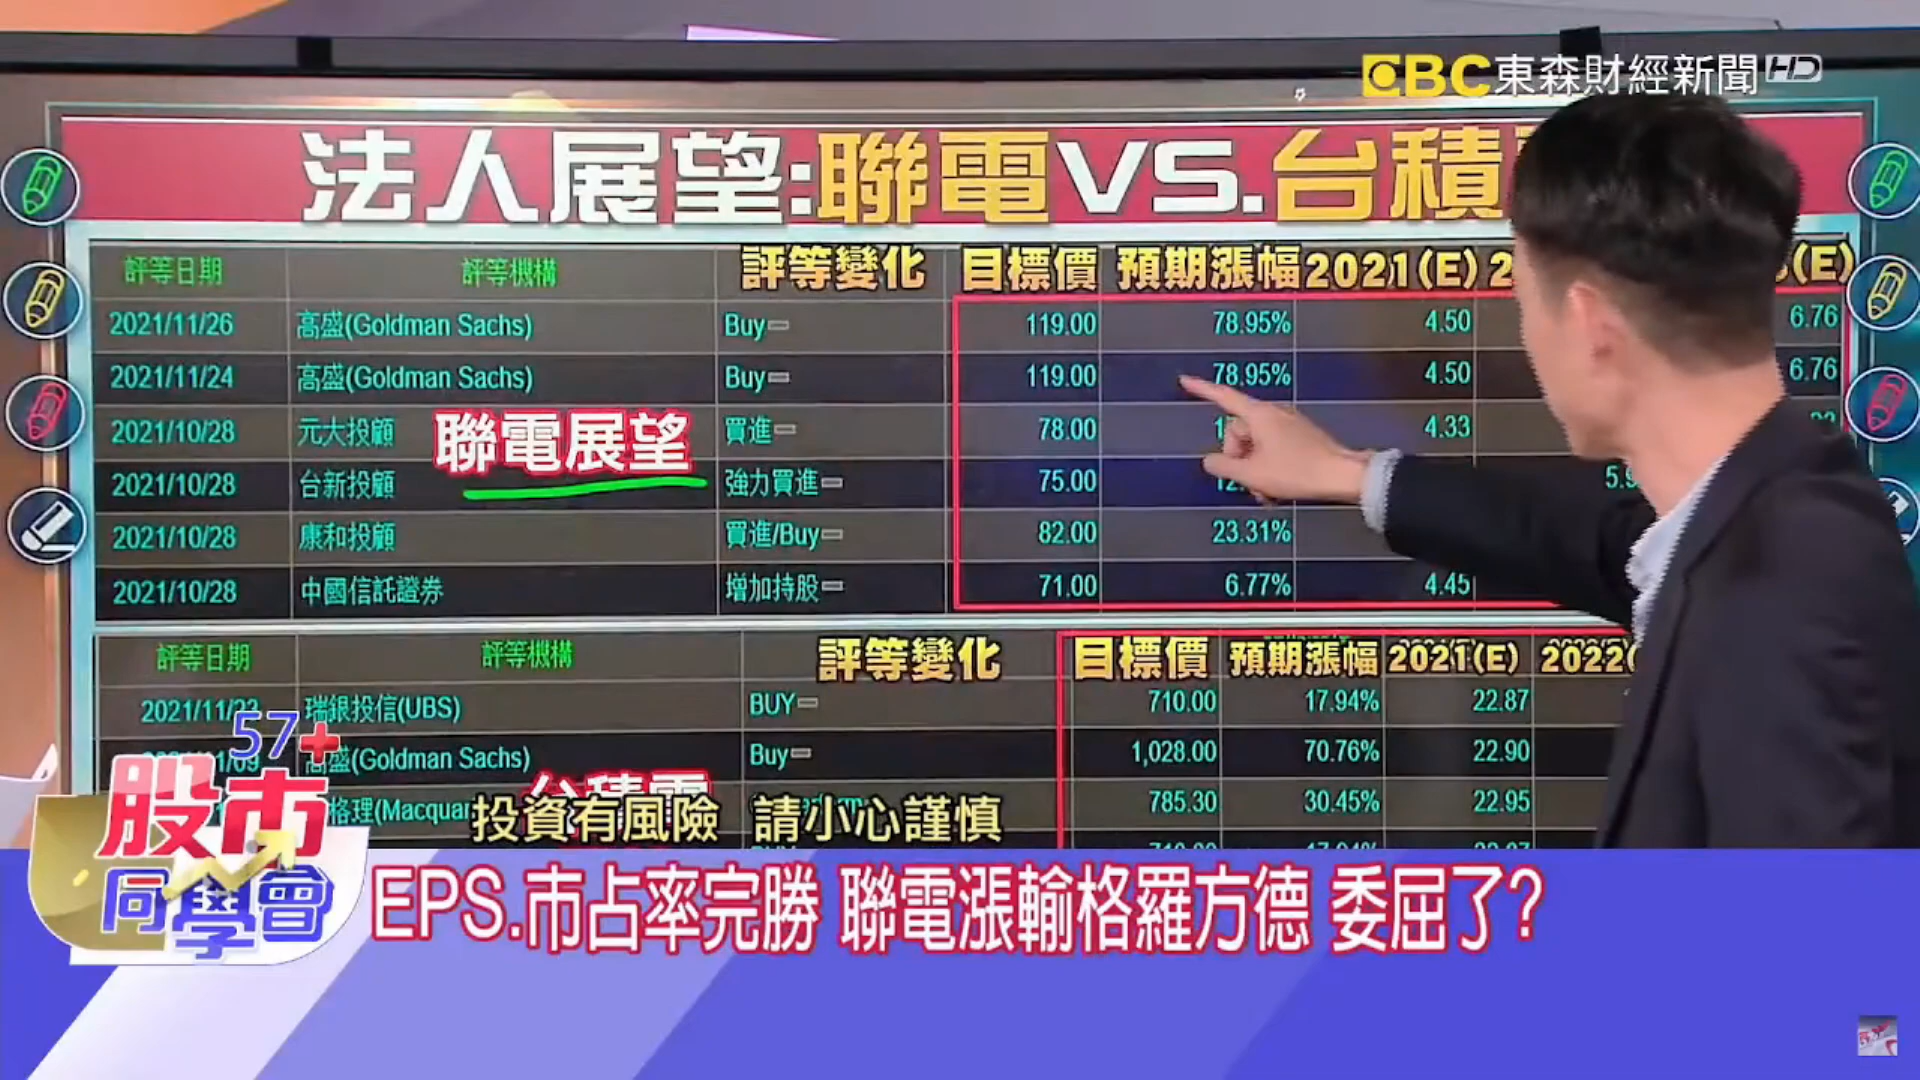 EBC東森財經新聞HD
法人展望:聯電VS.台積
評等日期 評等機構 評等變化 目標價 預期漲幅 2021(E) (E)
2021/11/26 高盛(Goldman Sachs) Buy 119.00 78.95% 4.50 6.76
2021/11/24 高盛(Goldman Sachs) Buy 119.00 78.95% 4.50 6.76
2021/10/28 元大投顧 買進 78.00 4.33
2021/10/28 台新投顧 強力買進 75.00
2021/10/28 康和投顧 買進/Buy 82.00 23.31%
2021/10/28 中國信託證券 增加持股 71.00 6.77% 4.45
聯電展望
評等日期 評等機構 評等變化 目標價 預期漲幅 2021(E) 2022(
瑞銀投信(UBS) BUY 710.00 17.94% 22.87
高盛(Goldman Sachs) Buy 1,028.00 70.76% 22.90
格理(Macquar 785.30 30.45% 22.95
台積電
投資有風險 請小心謹慎
57+
股市
同學會
EPS.市占率完勝 聯電漲輸格羅方德 委屈了?